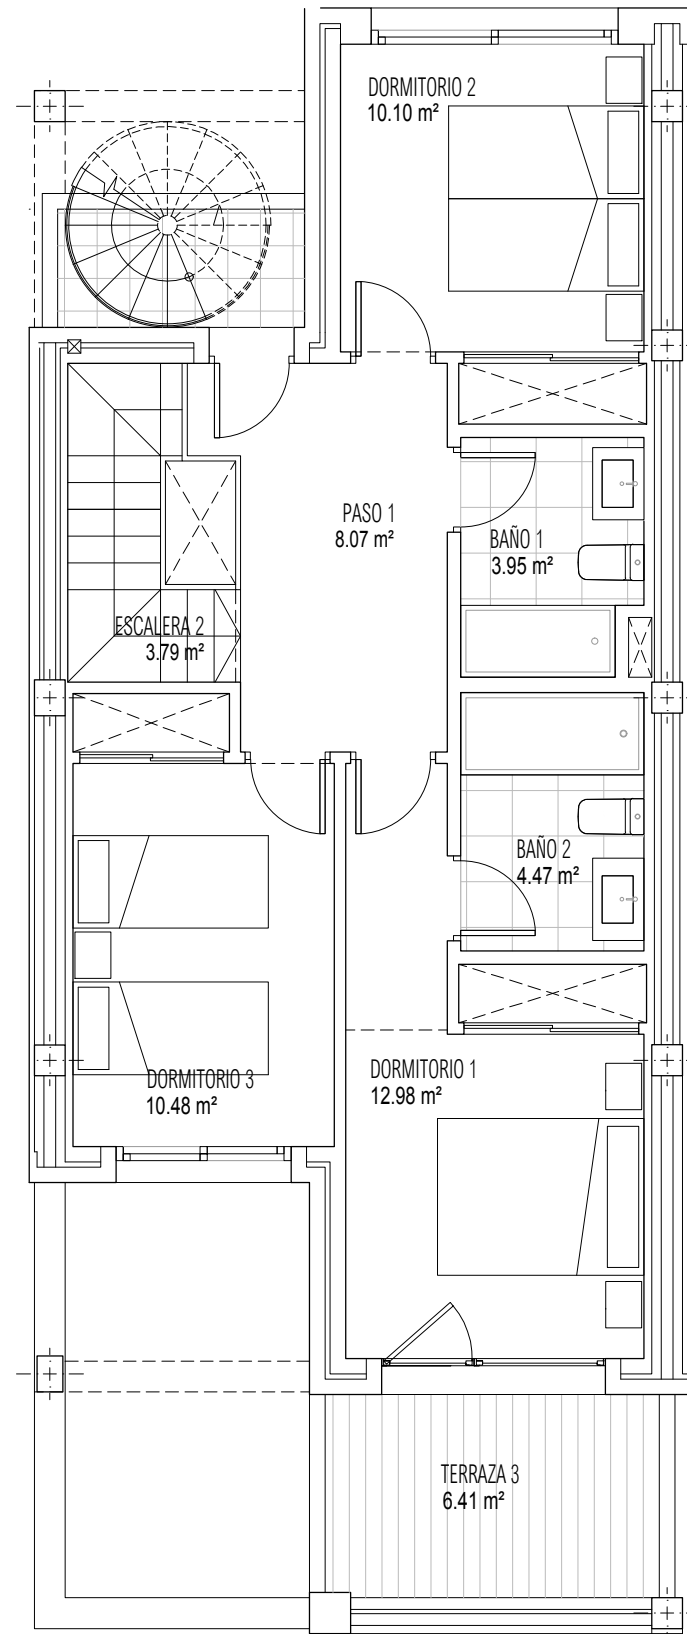 DORMITORIO 2
10.10 m²
PASO 1
8.07 m²
BAÑO 1
3.95 m²
ESCALERA 2
3.79 m²
BAÑO 2
4.47 m²
DORMITORIO 3
10.48 m²
DORMITORIO 1
12.98 m²
TERRAZA 3
6.41 m²